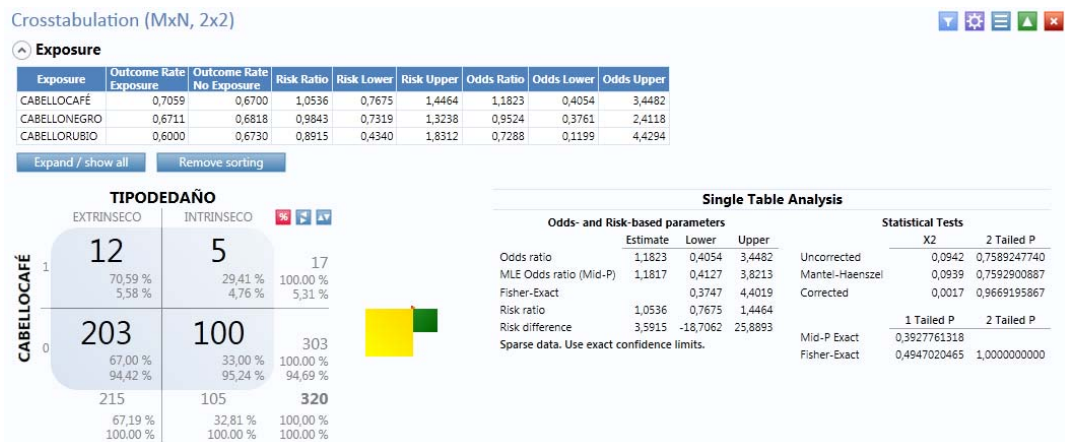 Crosstabulation (MxN, 2x2)
Exposure
Exposure Outcome Rate Exposure Outcome Rate No Exposure Risk Ratio Risk Lower Risk Upper Odds Ratio Odds Lower Odds Upper
CABELLOCAFÉ 0,7059 0,6700 1,0536 0,7675 1,4464 1,1823 0,4054 3,4482
CABELLONEGRO 0,6711 0,6818 0,9843 0,7319 1,3238 0,9524 0,3761 2,4118
CABELLORUBIO 0,6000 0,6730 0,8915 0,4340 1,8312 0,7288 0,1199 4,4294
Expand / show all Remove sorting
TIPODEDAÑO
EXTRINSECO INTRINSECO %
CABELLOCAFÉ
1 12 5 17
70,59 % 29,41 % 100.00 %
5,58 % 4,76 % 5,31 %
0 203 100 303
67,00 % 33,00 % 100.00 %
94,42 % 95,24 % 94,69 %
215 105 320
67,19 % 32,81 % 100,00 %
100.00 % 100.00 % 100.00 %
Single Table Analysis
Odds- and Risk-based parameters
Estimate Lower Upper
Odds ratio 1,1823 0,4054 3,4482
MLE Odds ratio (Mid-P) 1,1817 0,4127 3,8213
Fisher-Exact 0,3747 4,4019
Risk ratio 1,0536 0,7675 1,4464
Risk difference 3,5915 -18,7062 25,8893
Sparse data. Use exact confidence limits.
Statistical Tests
X2 2 Tailed P
Uncorrected 0,0942 0,7589247740
Mantel-Haenszel 0,0939 0,7592900887
Corrected 0,0017 0,9669195867
1 Tailed P 2 Tailed P
Mid-P Exact 0,3927761318
Fisher-Exact 0,4947020465 1,0000000000